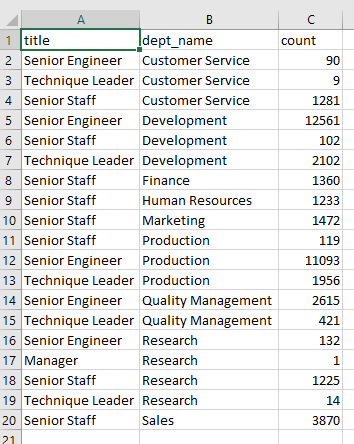 A B C
1 title dept_name count
2 Senior Engineer Customer Service 90
3 Technique Leader Customer Service 9
4 Senior Staff Customer Service 1281
5 Senior Engineer Development 12561
6 Senior Staff Development 102
7 Technique Leader Development 2102
8 Senior Staff Finance 1360
9 Senior Staff Human Resources 1233
10 Senior Staff Marketing 1472
11 Senior Staff Production 119
12 Senior Engineer Production 11093
13 Technique Leader Production 1956
14 Senior Engineer Quality Management 2615
15 Technique Leader Quality Management 421
16 Senior Engineer Research 132
17 Manager Research 1
18 Senior Staff Research 1225
19 Technique Leader Research 14
20 Senior Staff Sales 3870
21